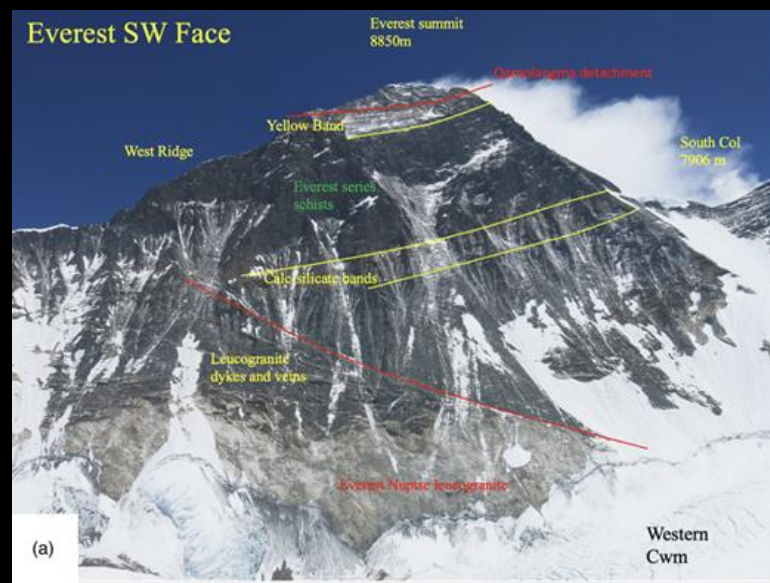 Everest SW Face
Everest summit
8850m
Qomolangma detachment
Yellow Band
West Ridge
South Col
7906 m
Everest series
schists
Calc-silicate bands
Leucogranite
dykes and veins
Everest Nuptse leucogranite
Western
Cwm
(a)